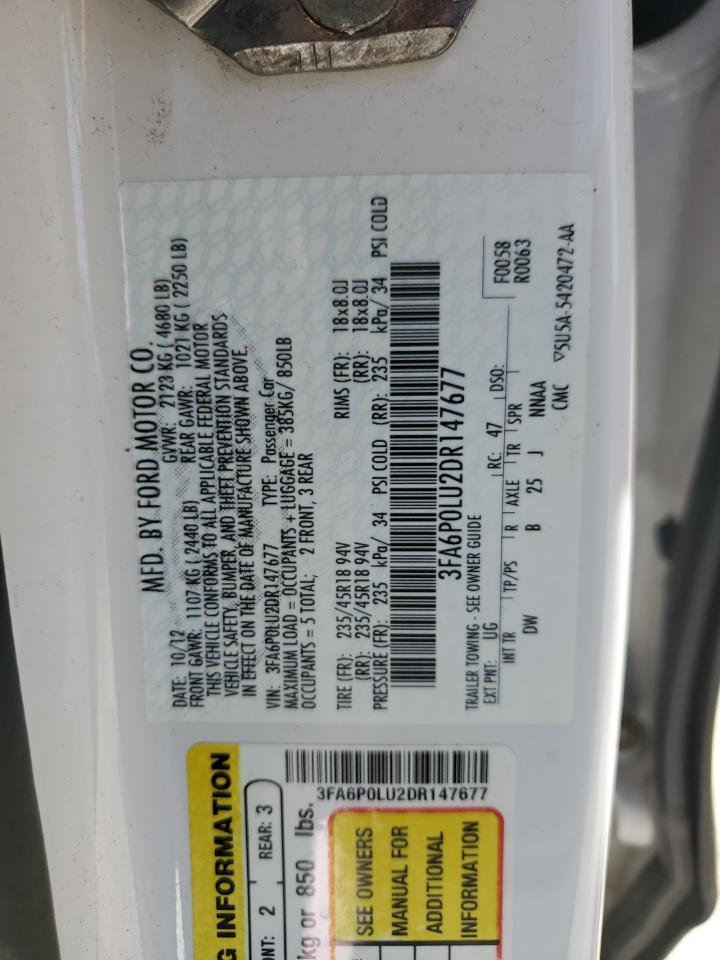 MFD. BY FORD MOTOR CO.
DATE: 10/12 GVWR: 2123 KG ( 4680 LB)
FRONT GAWR: 1107 KG ( 2440 LB) REAR GAWR: 1021 KG ( 2250 LB)
THIS VEHICLE CONFORMS TO ALL APPLICABLE FEDERAL MOTOR
VEHICLE SAFETY, BUMPER, AND THEFT PREVENTION STANDARDS
IN EFFECT ON THE DATE OF MANUFACTURE SHOWN ABOVE.
VIN: 3FA6P0LU2DR147677 TYPE: Passenger Car
MAXIMUM LOAD = OCCUPANTS + LUGGAGE = 385KG/ 850LB
OCCUPANTS = 5 TOTAL; 2 FRONT, 3 REAR
TIRE (FR): 235/45R18 94V RIMS (FR): 18x8.0J
(RR): 235/45R18 94V (RR): 18x8.0J
PRESSURE (FR): 235 kPa/ 34 PSI COLD (RR): 235 kPa/ 34 PSI COLD
3FA6P0LU2DR147677
TRAILER TOWING - SEE OWNER GUIDE F0058
EXT PNT: UG RC: 47 DSO: R0063
INT TR TP/PS R AXLE TR SPR
DW B 25 J NNAA
CMC ▽5U5A-5420472-AA
G INFORMATION
ONT: 2 REAR: 3
kg or 850 lbs.
3FA6P0LU2DR147677
SEE OWNERS
MANUAL FOR
ADDITIONAL
INFORMATION